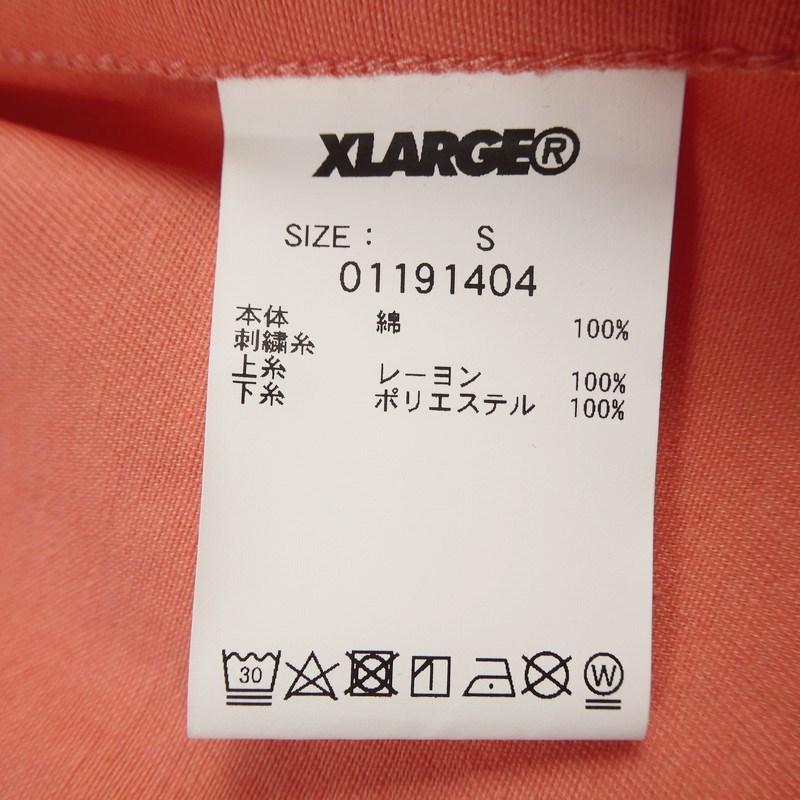 XLARGE®
SIZE : S
01191404
本体 綿 100%
刺繍糸
上糸 レーヨン 100%
下糸 ポリエステル 100%
30 W